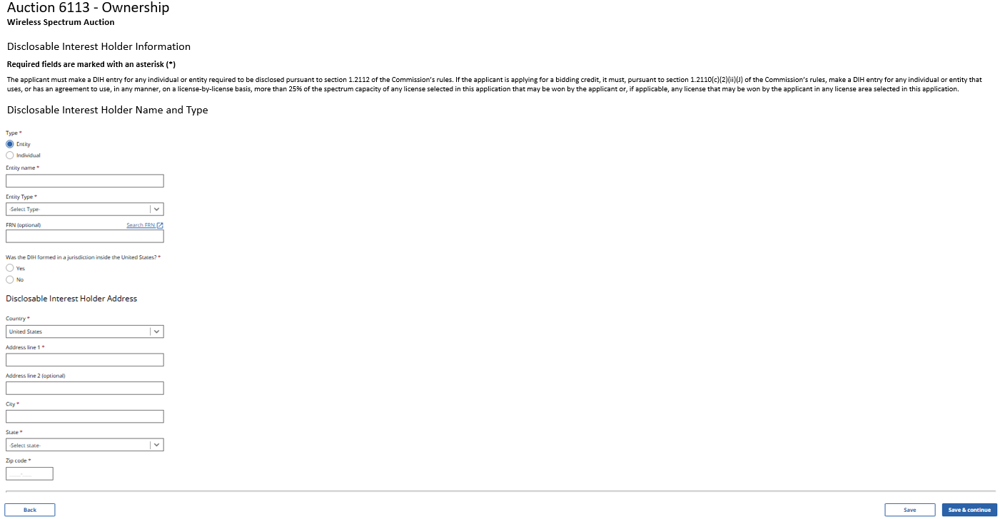 Auction 6113 - Ownership
Wireless Spectrum Auction
Disclosable Interest Holder Information
Required fields are marked with an asterisk (*)
The applicant must make a DIH entry for any individual or entity required to be disclosed pursuant to section 1.2112 of the Commission's rules. If the applicant is applying for a bidding credit, it must, pursuant to section 1.2110(c)(2)(ii)(J) of the Commission's rules, make a DIH entry for any individual or entity that
uses, or has an agreement to use, in any manner, on a license-by-license basis, more than 25% of the spectrum capacity of any license selected in this application that may be won by the applicant or, if applicable, any license that may be won by the applicant in any license area selected in this application.
Disclosable Interest Holder Name and Type
Type *
Entity
Individual
Entity name *
Entity Type *
-Select Type-
FRN (optional) Search FRN
Was the DIH formed in a jurisdiction inside the United States? *
Yes
No
Disclosable Interest Holder Address
Country *
United States
Address line 1 *
Address line 2 (optional)
City *
State *
-Select state-
Zip code *
_____-____
Back Save Save & continue